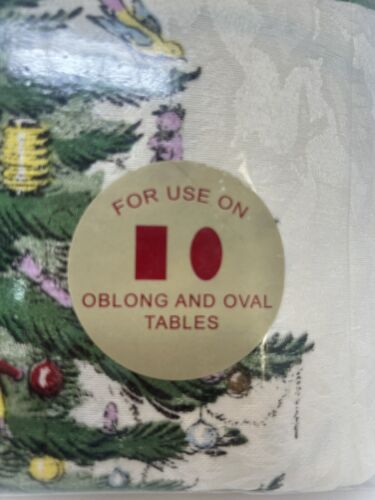 FOR USE ON
OBLONG AND OVAL
TABLES